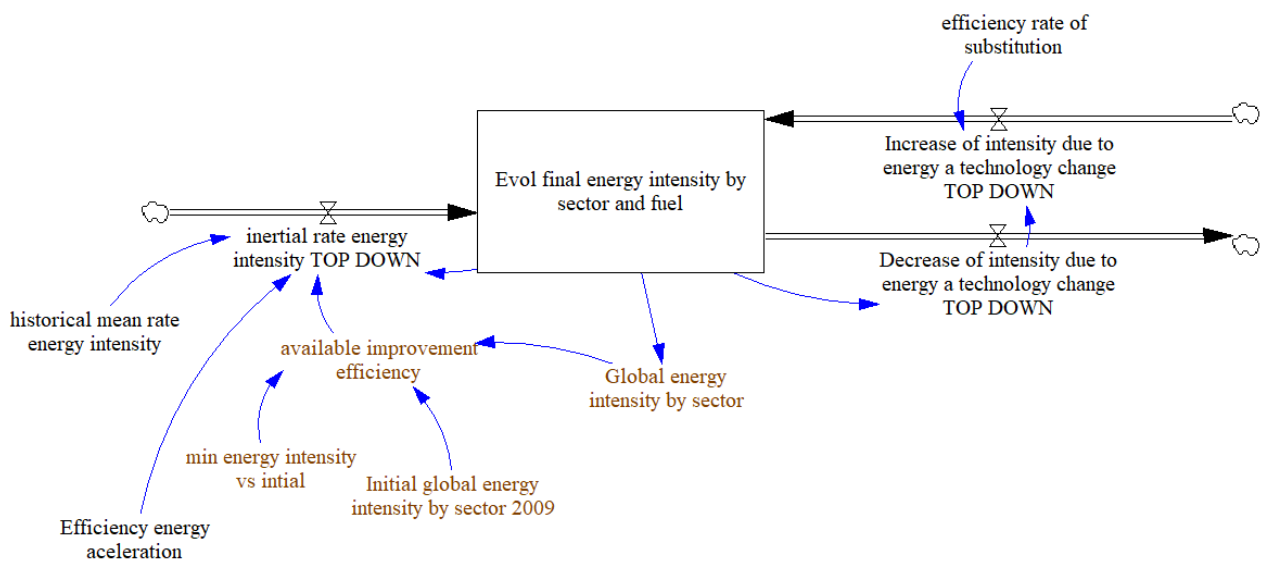 efficiency rate of
substitution
Evol final energy intensity by
sector and fuel
Increase of intensity due to
energy a technology change
TOP DOWN
inertial rate energy
intensity TOP DOWN
Decrease of intensity due to
energy a technology change
TOP DOWN
historical mean rate
energy intensity
available improvement
efficiency
Global energy
intensity by sector
min energy intensity
vs intial
Initial global energy
intensity by sector 2009
Efficiency energy
aceleration